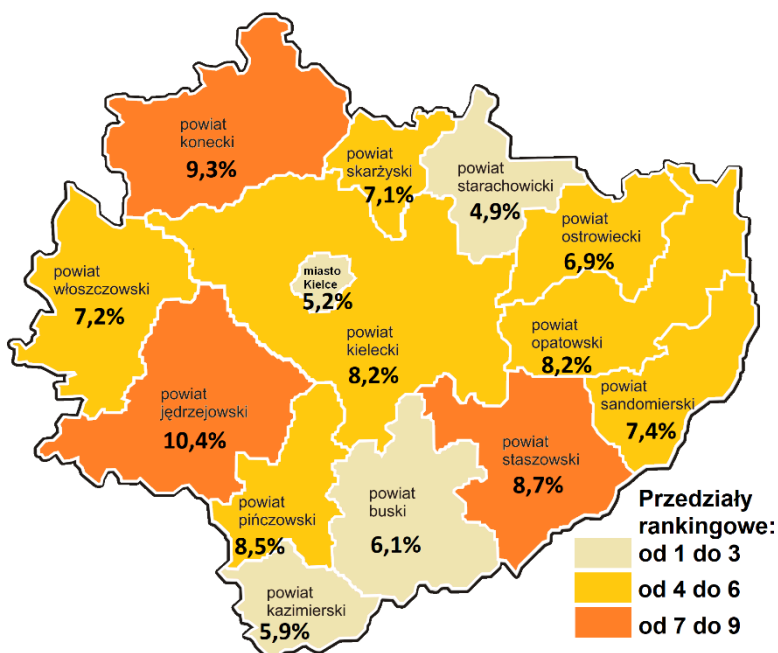 powiat
konecki
9,3%
powiat
skarżyski
7,1%
powiat
starachowicki
4,9%
powiat
ostrowiecki
6,9%
powiat
włoszczowski
7,2%
miasto
Kielce
5,2%
powiat
kielecki
8,2%
powiat
opatowski
8,2%
powiat
sandomierski
7,4%
powiat
jędrzejowski
10,4%
powiat
staszowski
8,7%
powiat
pińczowski
8,5%
powiat
buski
6,1%
powiat
kazimierski
5,9%
Przedziały
rankingowe:
od 1 do 3
od 4 do 6
od 7 do 9